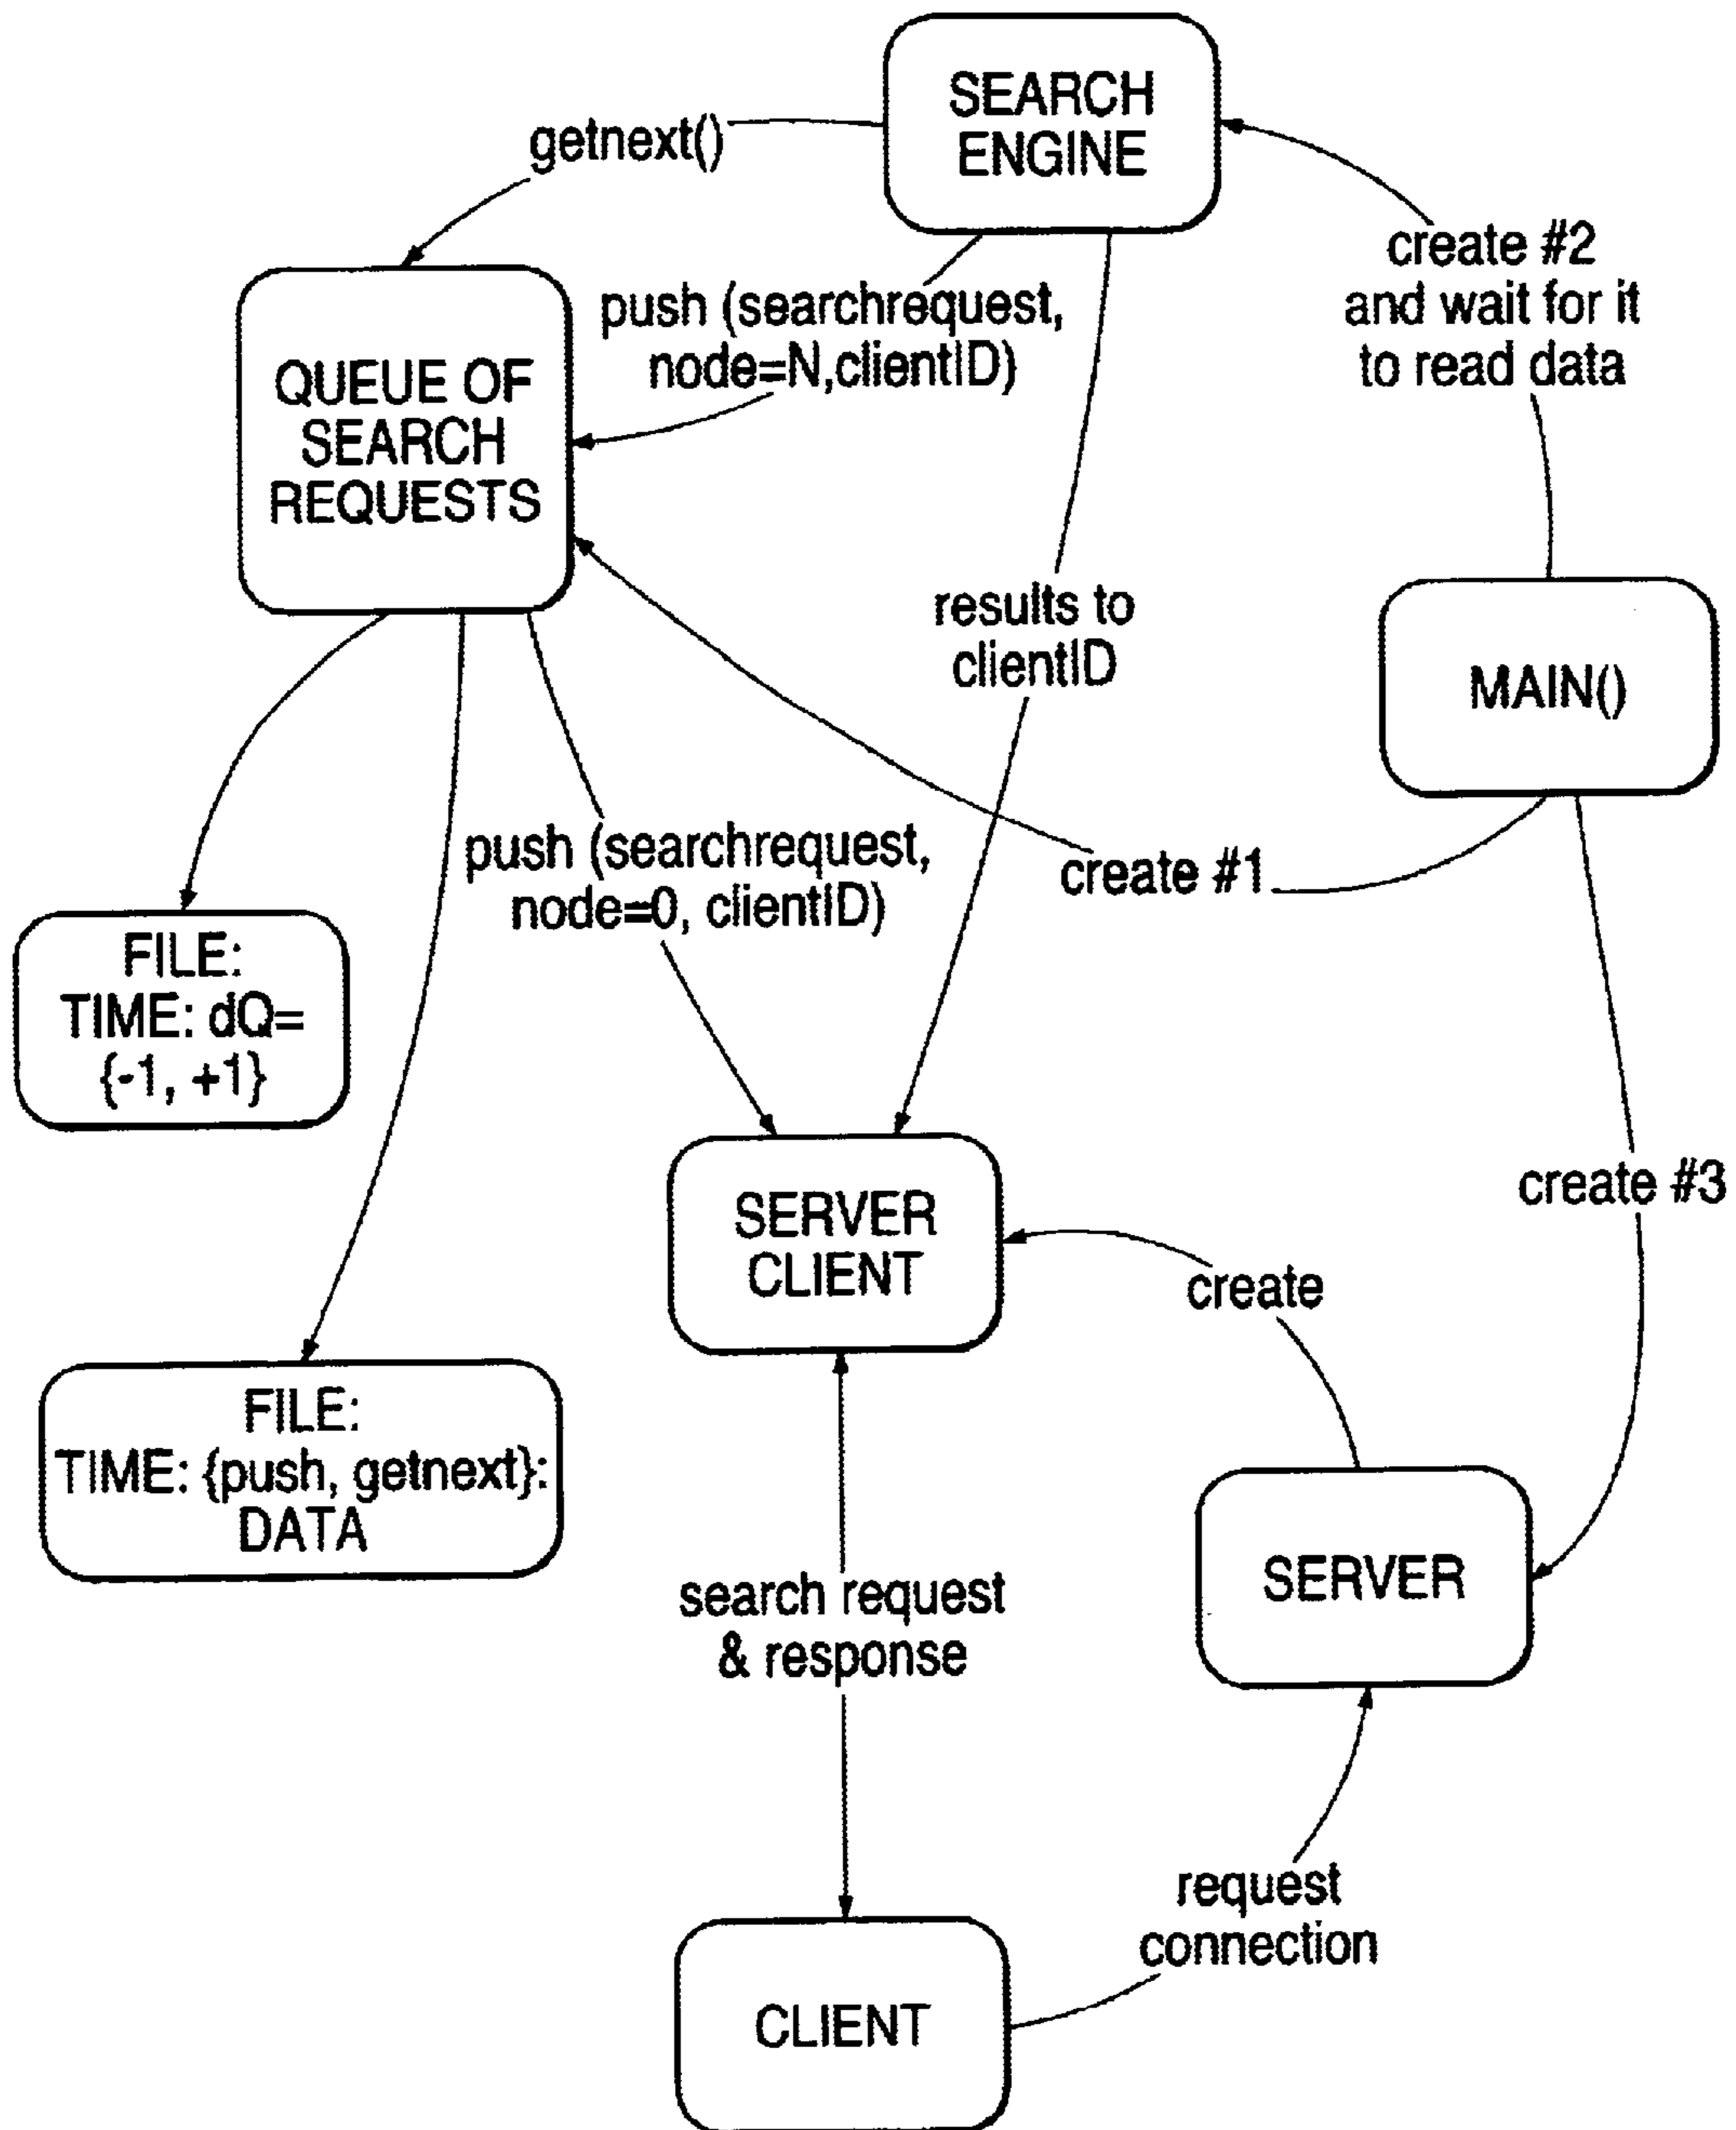 SEARCH
ENGINE
getnext()
create #2
and wait for it
to read data
push (searchrequest,
node=N,clientID)
QUEUE OF
SEARCH
REQUESTS
results to
clientID
MAIN()
push (searchrequest,
node=0, clientID)
create #1
FILE:
TIME: dQ=
{-1, +1}
create #3
SERVER
CLIENT
create
FILE:
TIME: {push, getnext}:
DATA
SERVER
search request
& response
request
connection
CLIENT